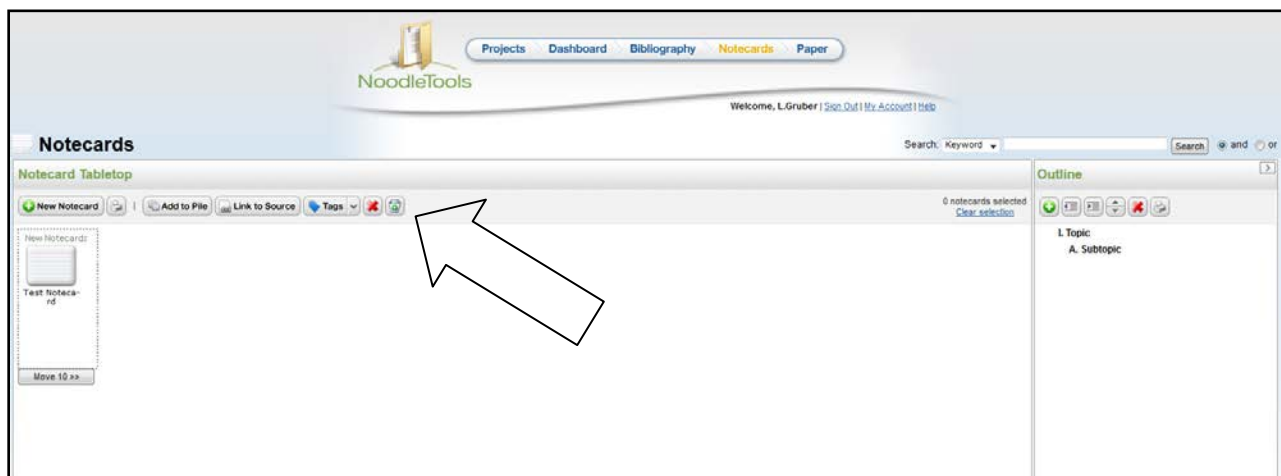 Projects Dashboard Bibliography Notecards Paper
NoodleTools
Welcome, L.Gruber | Sign Out | My Account | Help
Notecards
Search: Keyword Search and or
Notecard Tabletop
Outline
New Notecard Add to Pile Link to Source Tags
0 notecards selected
Clear selection
New Notecards
Test Noteca-
rd
Move 10 >>
I. Topic
A. Subtopic